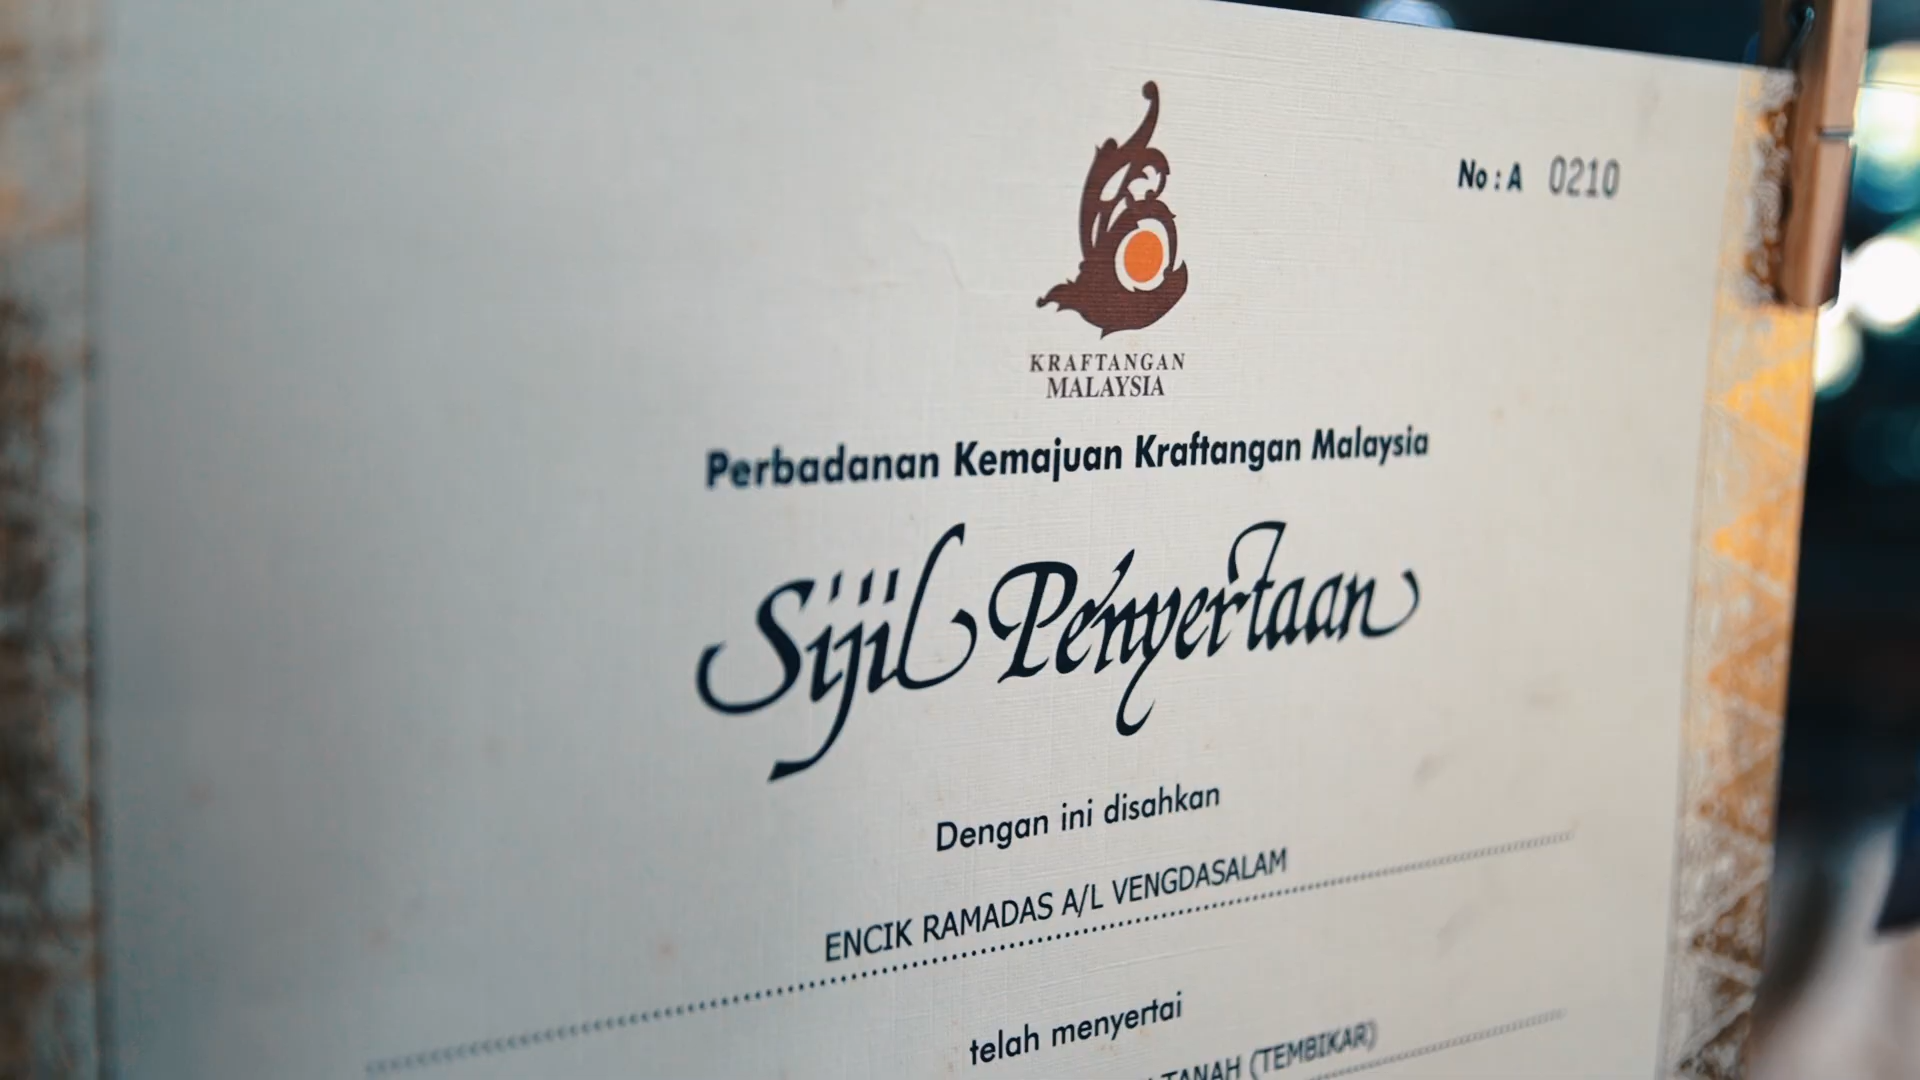 No : A 0210
KRAFTANGAN
MALAYSIA
Perbadanan Kemajuan Kraftangan Malaysia
Sijil Penyertaan
Dengan ini disahkan
ENCIK RAMADAS A/L VENGDASALAM
telah menyertai
TANAH (TEMBIKAR)